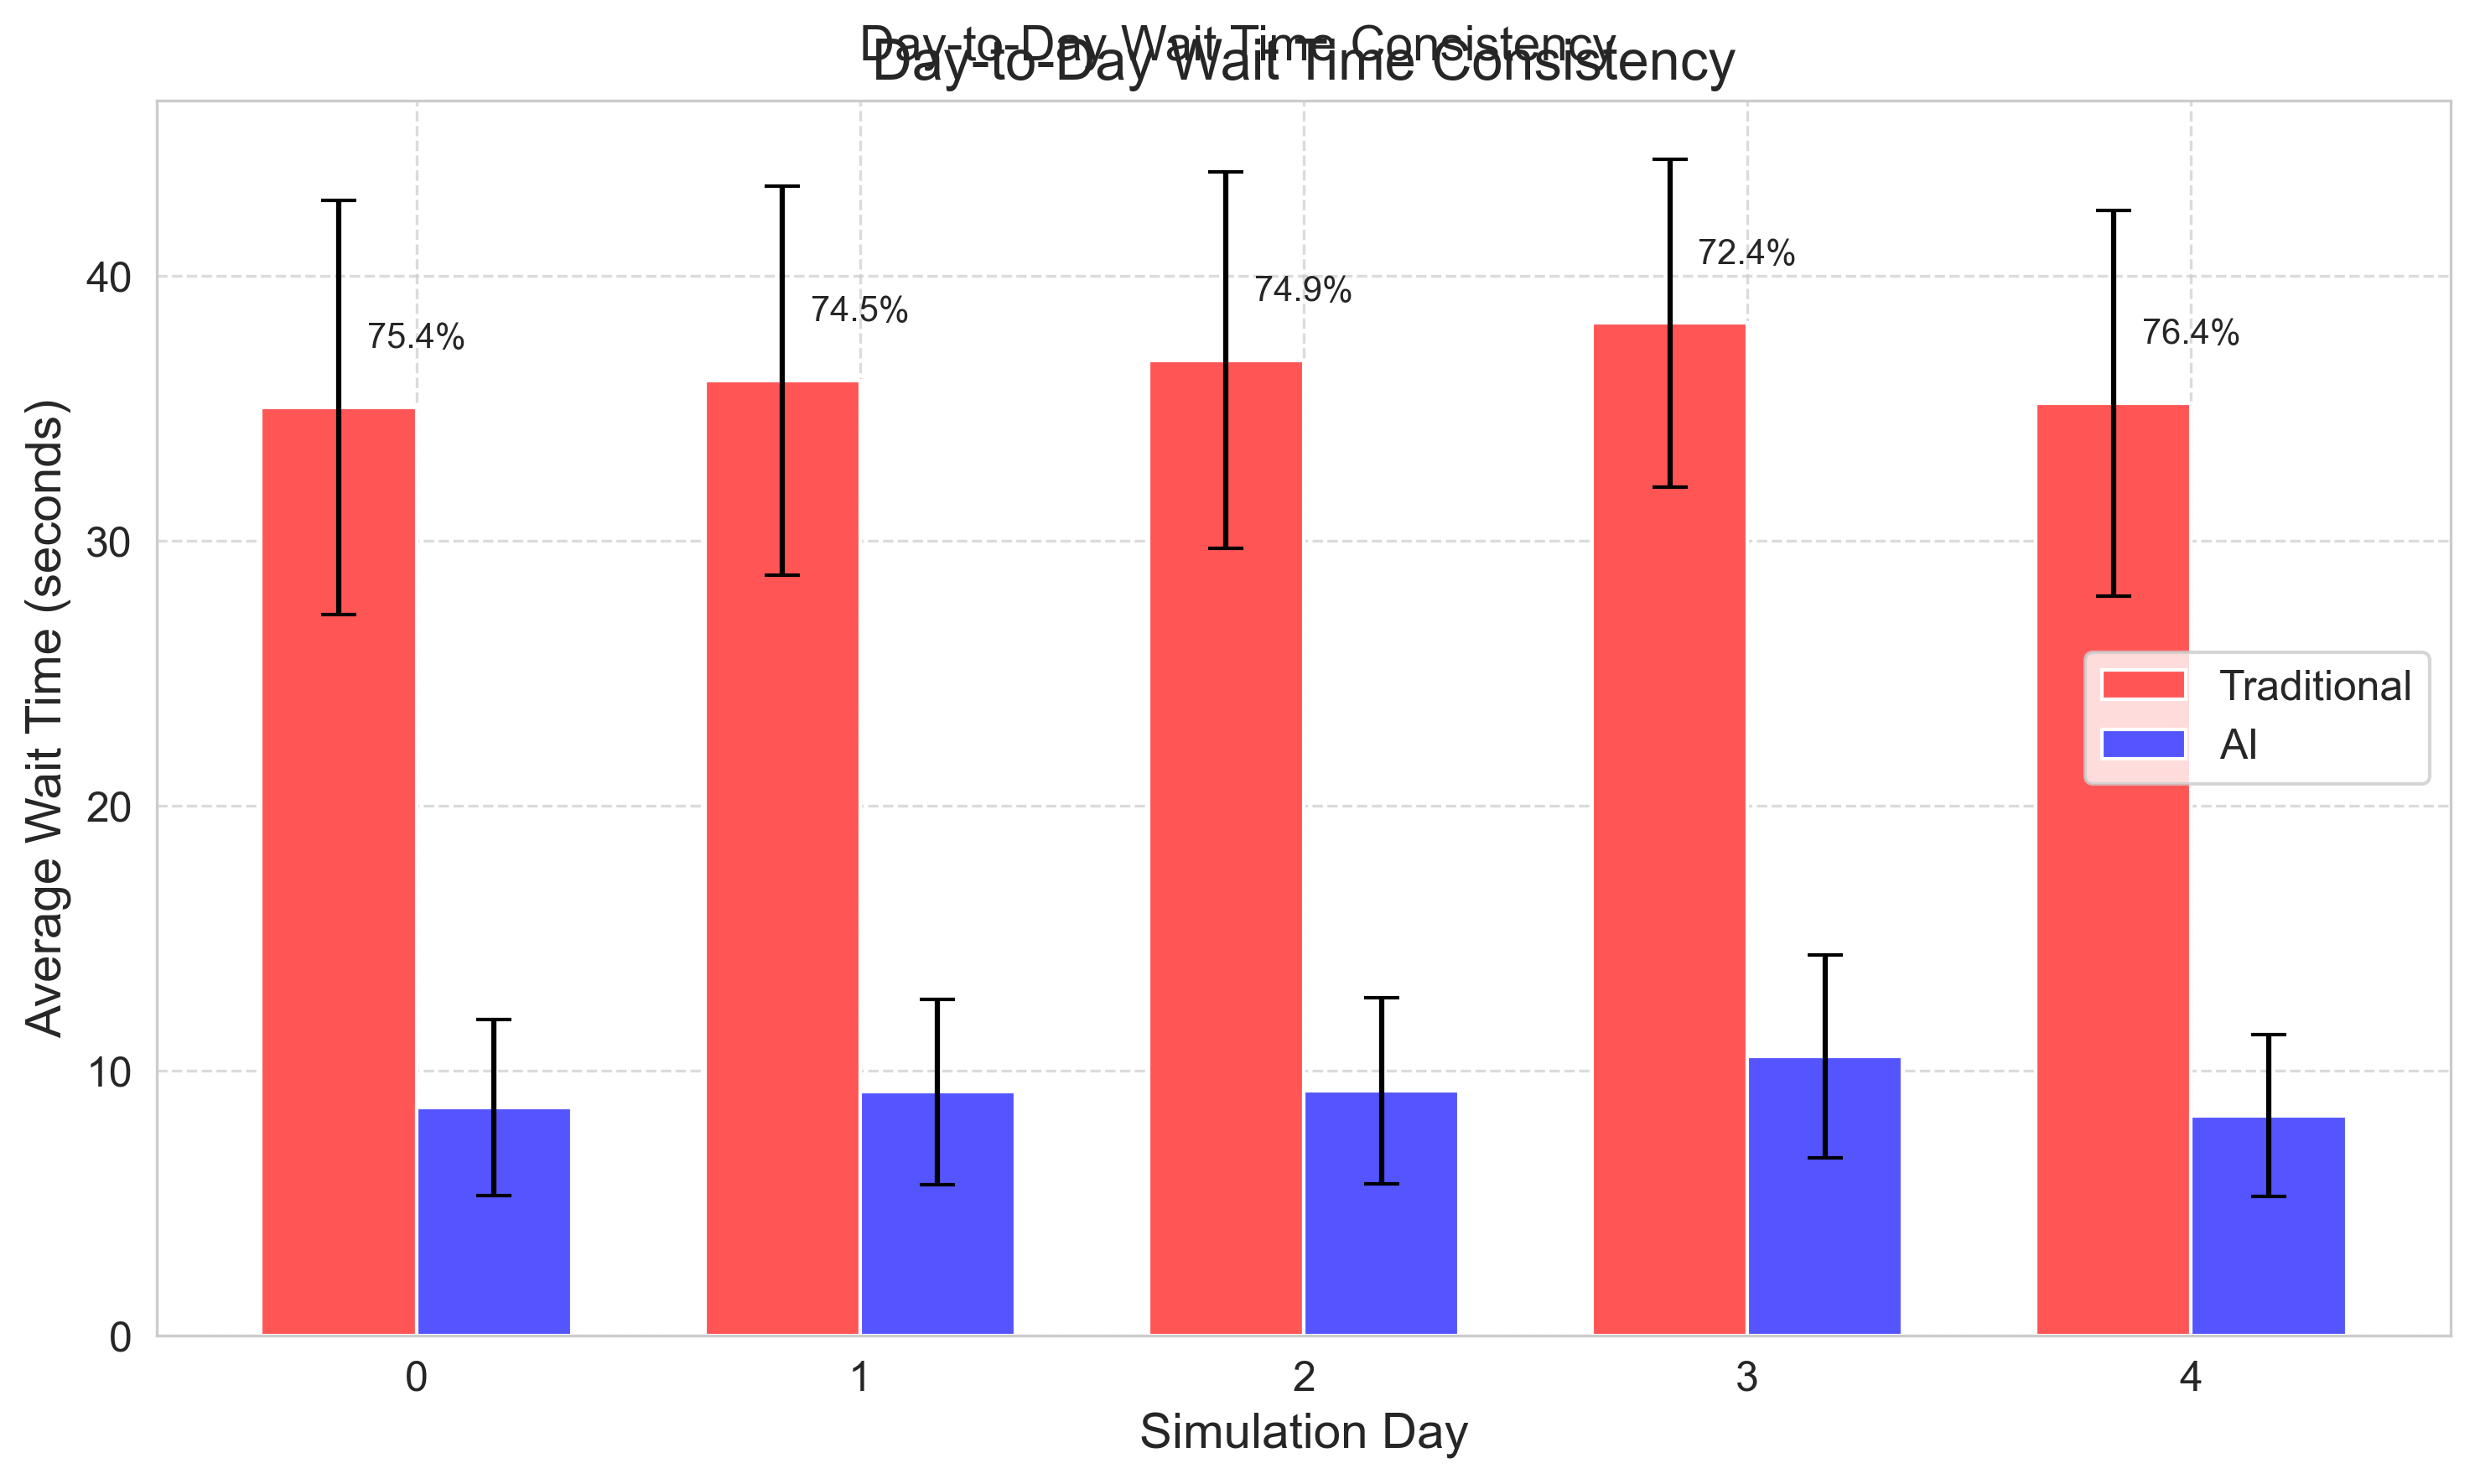 Day-to-Day Wait Time Consistency
Day-to-Day Wait Time Consistency
Average Wait Time (seconds)
40
30
20
10
0
75.4%
74.5%
74.9%
72.4%
76.4%
Traditional
AI
0 1 2 3 4
Simulation Day